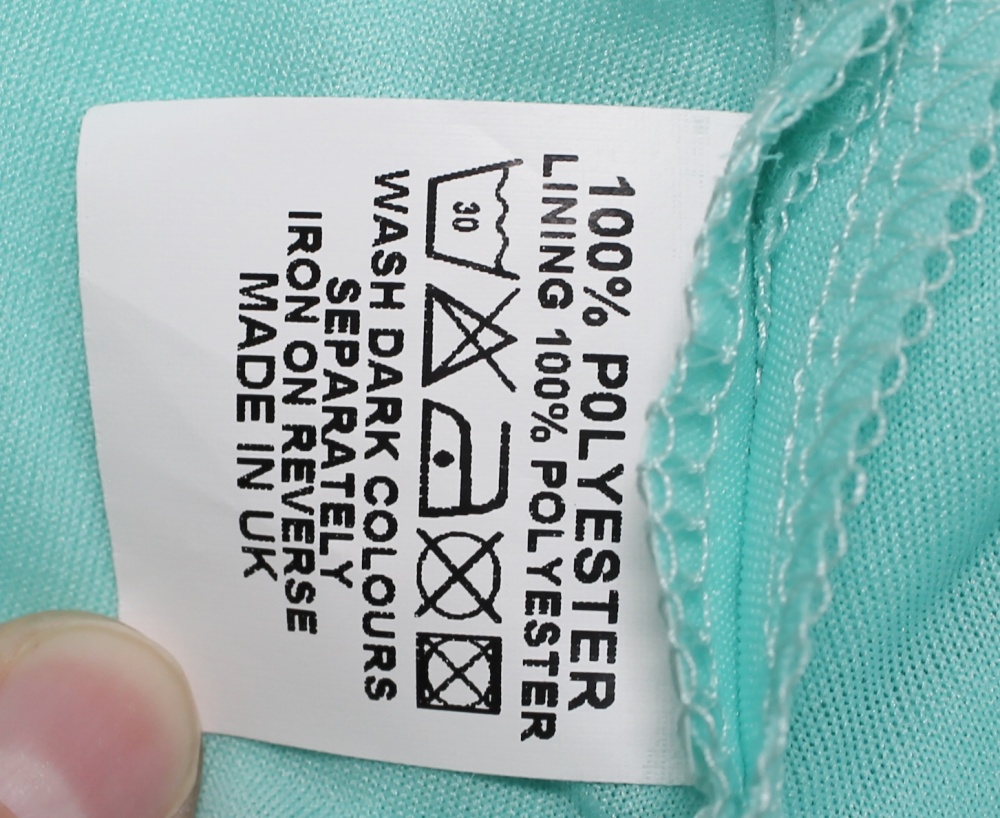 100% POLYESTER
LINING 100% POLYESTER
30
WASH DARK COLOURS
SEPARATELY
IRON ON REVERSE
MADE IN UK